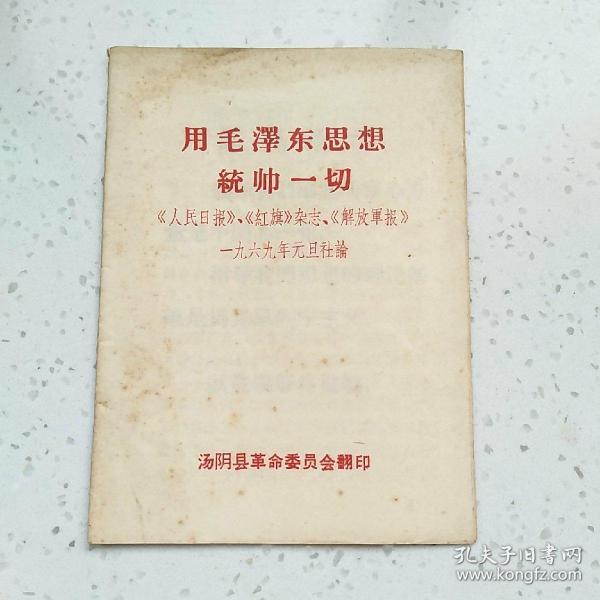 用毛澤东思想
統帅一切
《人民日报》、《紅旗》杂志、《解放軍报》
一九六九年元旦社論
汤阴县革命委员会翻印
孔夫子旧书网
www.kongfz.com